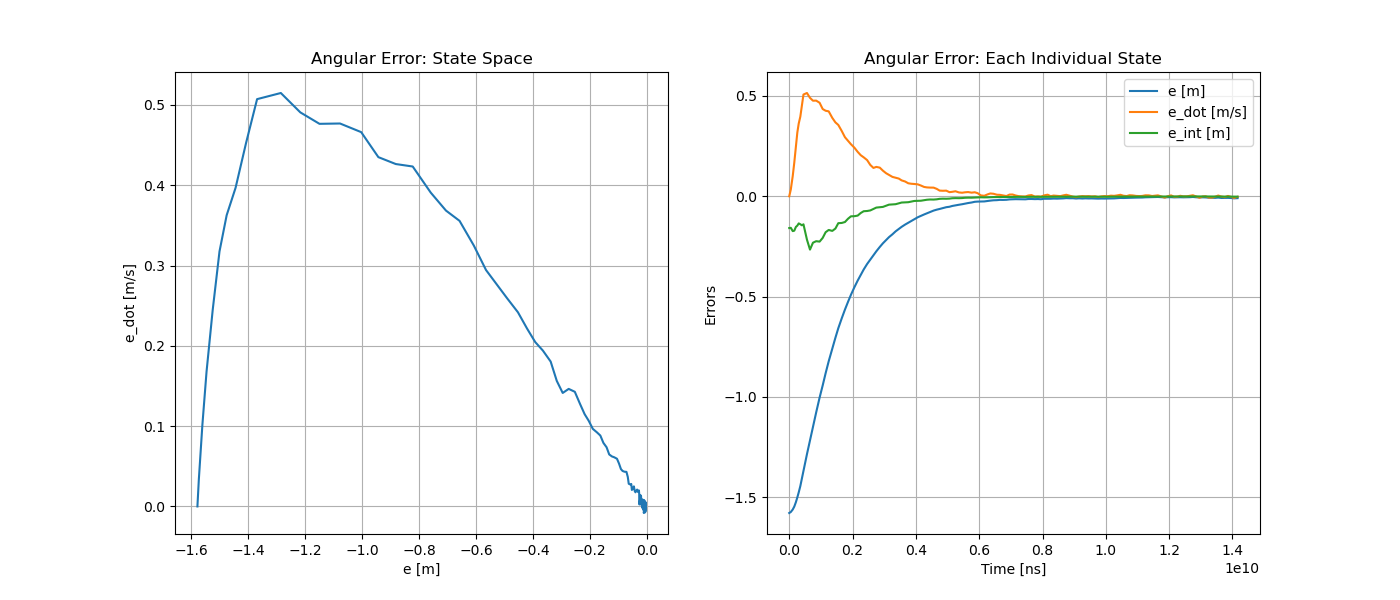 Angular Error: State Space
e_dot [m/s]
0.5
0.4
0.3
0.2
0.1
0.0
−1.6 −1.4 −1.2 −1.0 −0.8 −0.6 −0.4 −0.2 0.0
e [m]
Angular Error: Each Individual State
Errors
0.5
0.0
−0.5
−1.0
−1.5
e [m]
e_dot [m/s]
e_int [m]
0.0 0.2 0.4 0.6 0.8 1.0 1.2 1.4
1e10
Time [ns]